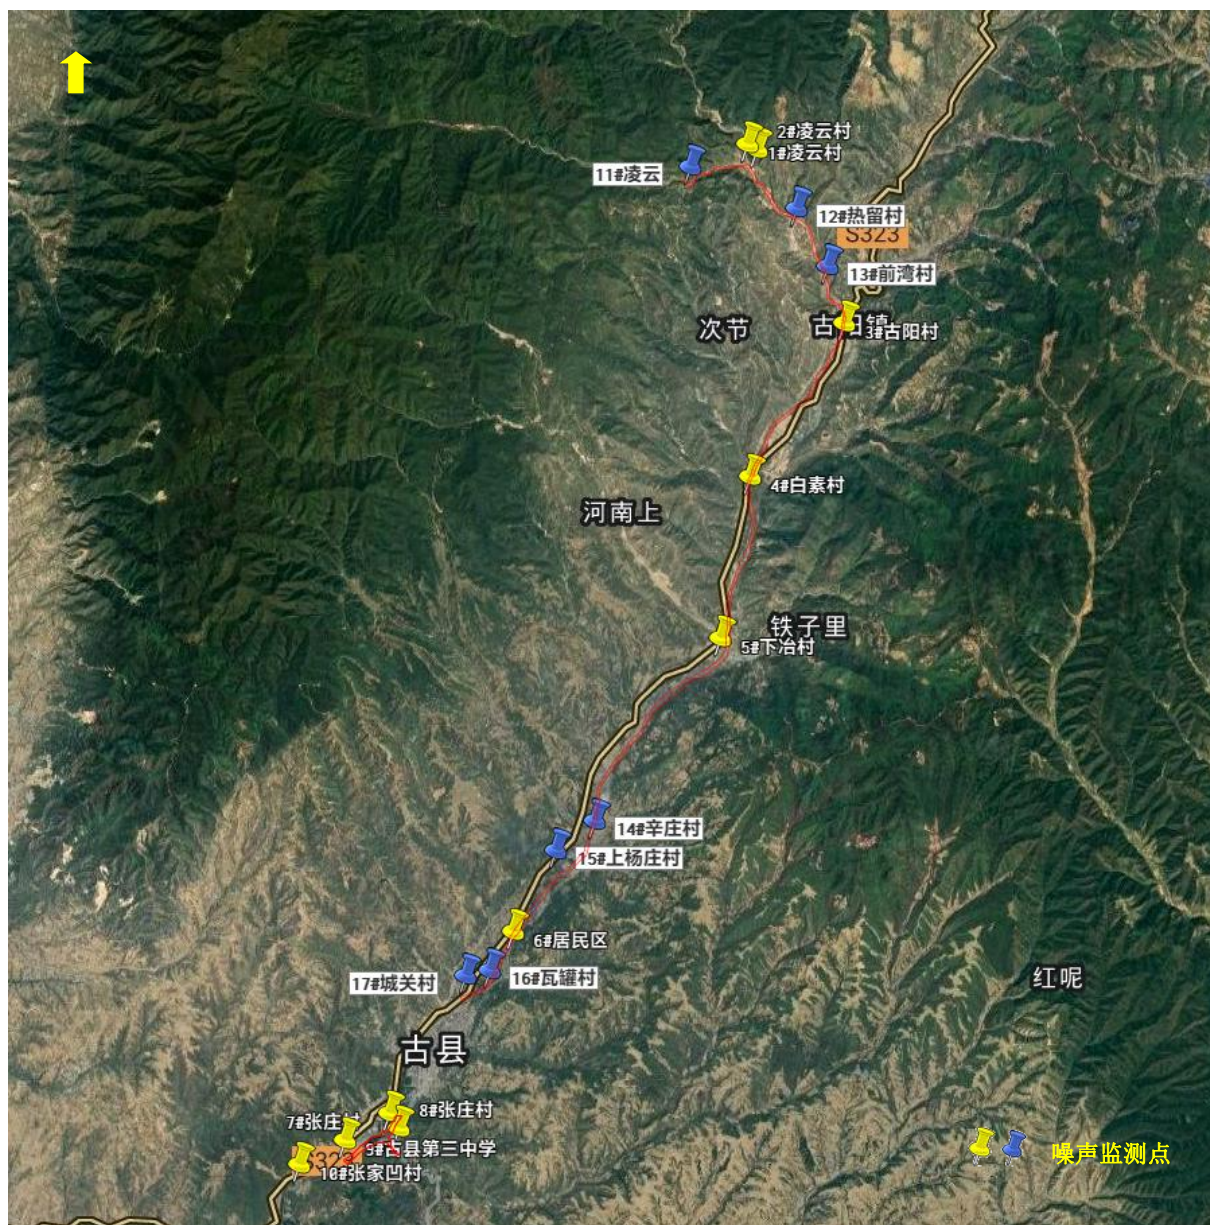 2#凌云村
1#凌云村
11#凌云
12#热留村
S323
13#前湾村
次节
古阳镇
3#古阳村
4#白素村
河南上
铁子里
5#下冶村
14#辛庄村
15#上杨庄村
6#居民区
17#城关村
16#瓦罐村
红呢
古县
8#张庄村
7#张庄村
9#古县第三中学
S323
10#张家凹村
噪声监测点